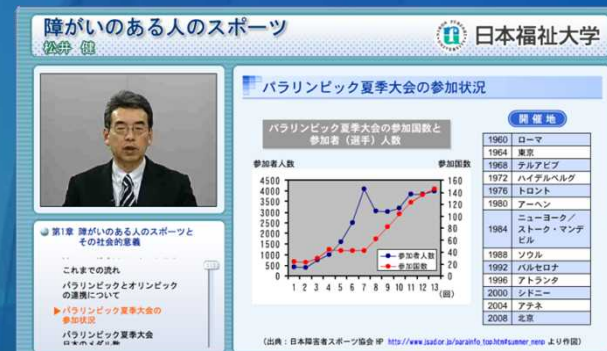 障がいのある人のスポーツ
松井 健
日本福祉大学
パラリンピック夏季大会の参加状況
パラリンピック夏季大会の参加国数と
参加者（選手）人数
参加者人数
参加国数
4500
4000
3500
3000
2500
2000
1500
1000
500
0
160
140
120
100
80
60
40
20
0
参加者人数
参加国数
1 2 3 4 5 6 7 8 9 10 11 12 13
(回)
開催地
1960 ローマ
1964 東京
1968 テルアビブ
1972 ハイデルベルグ
1976 トロント
1980 アーヘン
1984 ニューヨーク／
ストーク・マンデ
ビル
1988 ソウル
1992 バルセロナ
1996 アトランタ
2000 シドニー
2004 アテネ
2008 北京
第1章 障がいのある人のスポーツと
その社会的意義
これまでの流れ
パラリンピックとオリンピック
の連携について
パラリンピック夏季大会の
参加状況
パラリンピック夏季大会
日本のメダル数
（出典：日本障害者スポーツ協会 HP http://www.jsad.or.jp/ より作図）